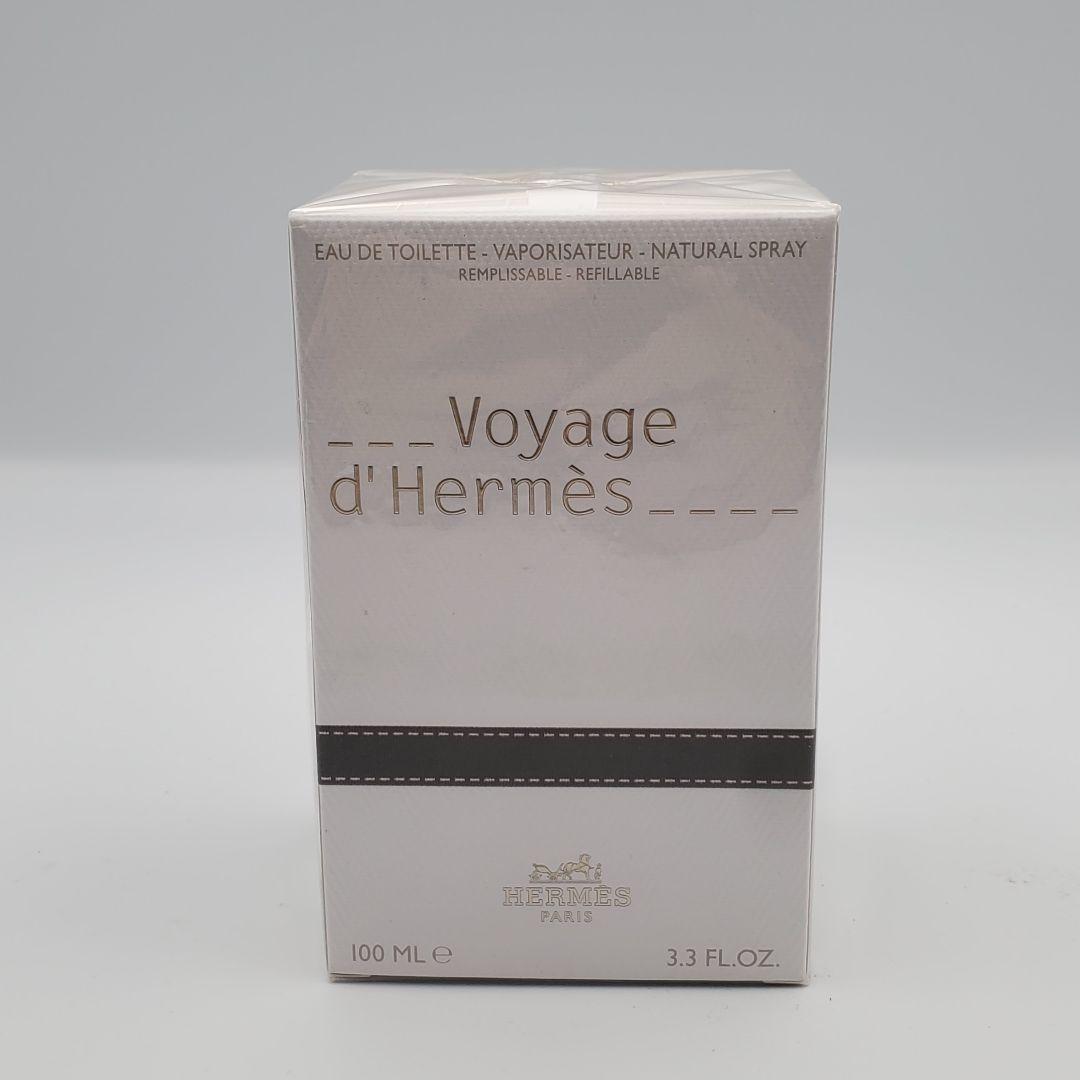 EAU DE TOILETTE - VAPORISATEUR - NATURAL SPRAY
REMPLISSABLE - REFILLABLE
___Voyage
d'Hermès____
HERMÈS
PARIS
100 ML ℮
3.3 FL.OZ.